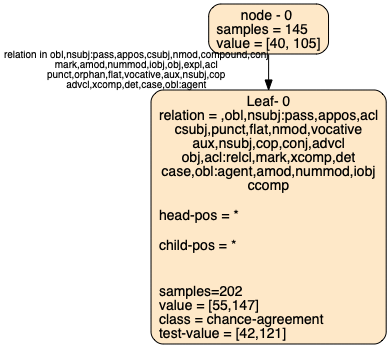 node - 0
samples = 145
value = [40, 105]
relation in obl,nsubj:pass,appos,csubj,nmod,compound,conj
mark,amod,nummod,iobj,obj,expl,acl
punct,orphan,flat,vocative,aux,nsubj,cop
advcl,xcomp,det,case,obl:agent
Leaf- 0
relation = ,obl,nsubj:pass,appos,acl
csubj,punct,flat,nmod,vocative
aux,nsubj,cop,conj,advcl
obj,acl:relcl,mark,xcomp,det
case,obl:agent,amod,nummod,iobj
ccomp
head-pos = *
child-pos = *
samples=202
value = [55,147]
class = chance-agreement
test-value = [42,121]